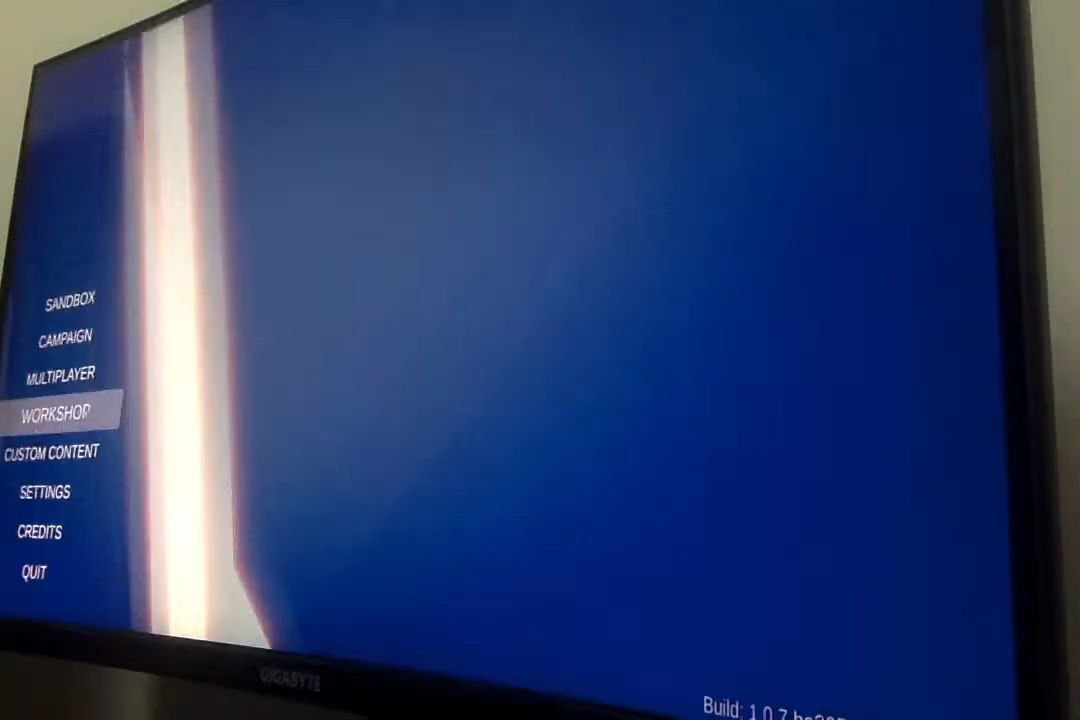 SANDBOX
CAMPAIGN
MULTIPLAYER
WORKSHOP
CUSTOM CONTENT
SETTINGS
CREDITS
QUIT
GIGABYTE
Build: 1.0.7